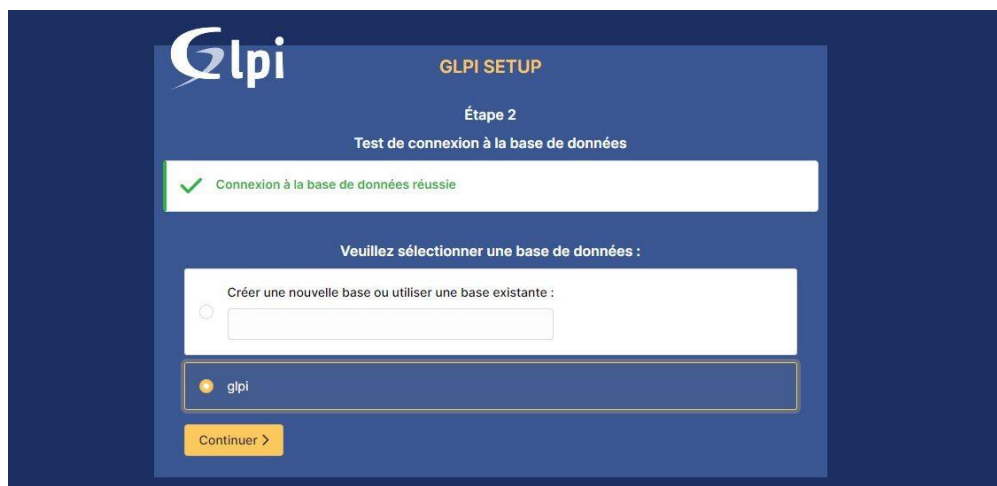 Glpi
GLPI SETUP
Étape 2
Test de connexion à la base de données
Connexion à la base de données réussie
Veuillez sélectionner une base de données :
Créer une nouvelle base ou utiliser une base existante :
glpi
Continuer >